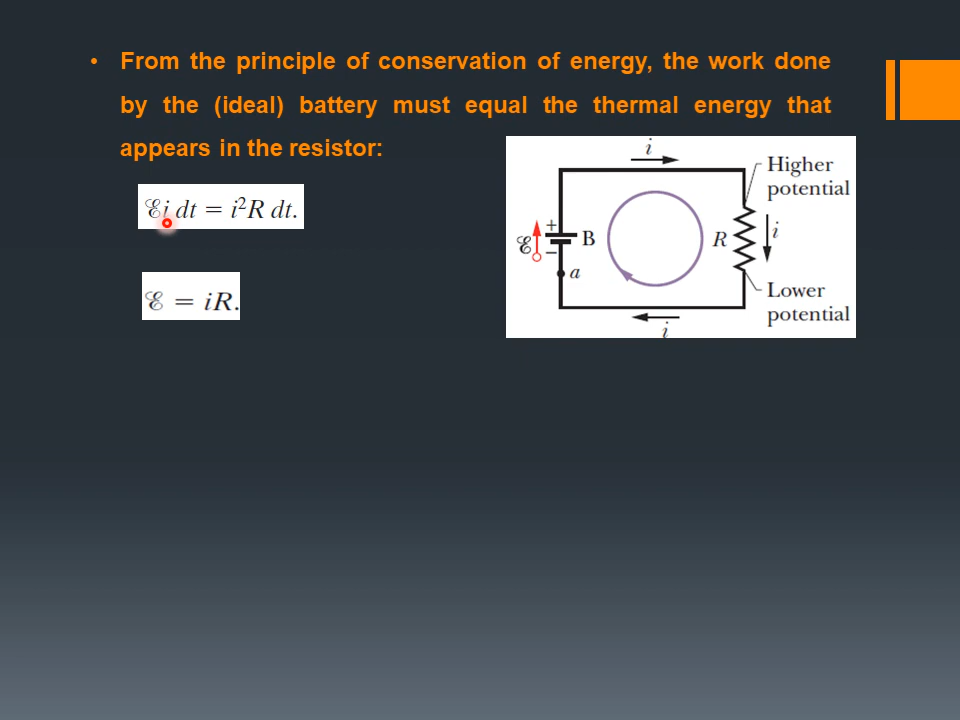 • From the principle of conservation of energy, the work done
by the (ideal) battery must equal the thermal energy that
appears in the resistor:
ℰi dt = i²R dt.
ℰ = iR.
i
Higher
potential
+
ℰ
B
R
i
−
a
Lower
potential
i